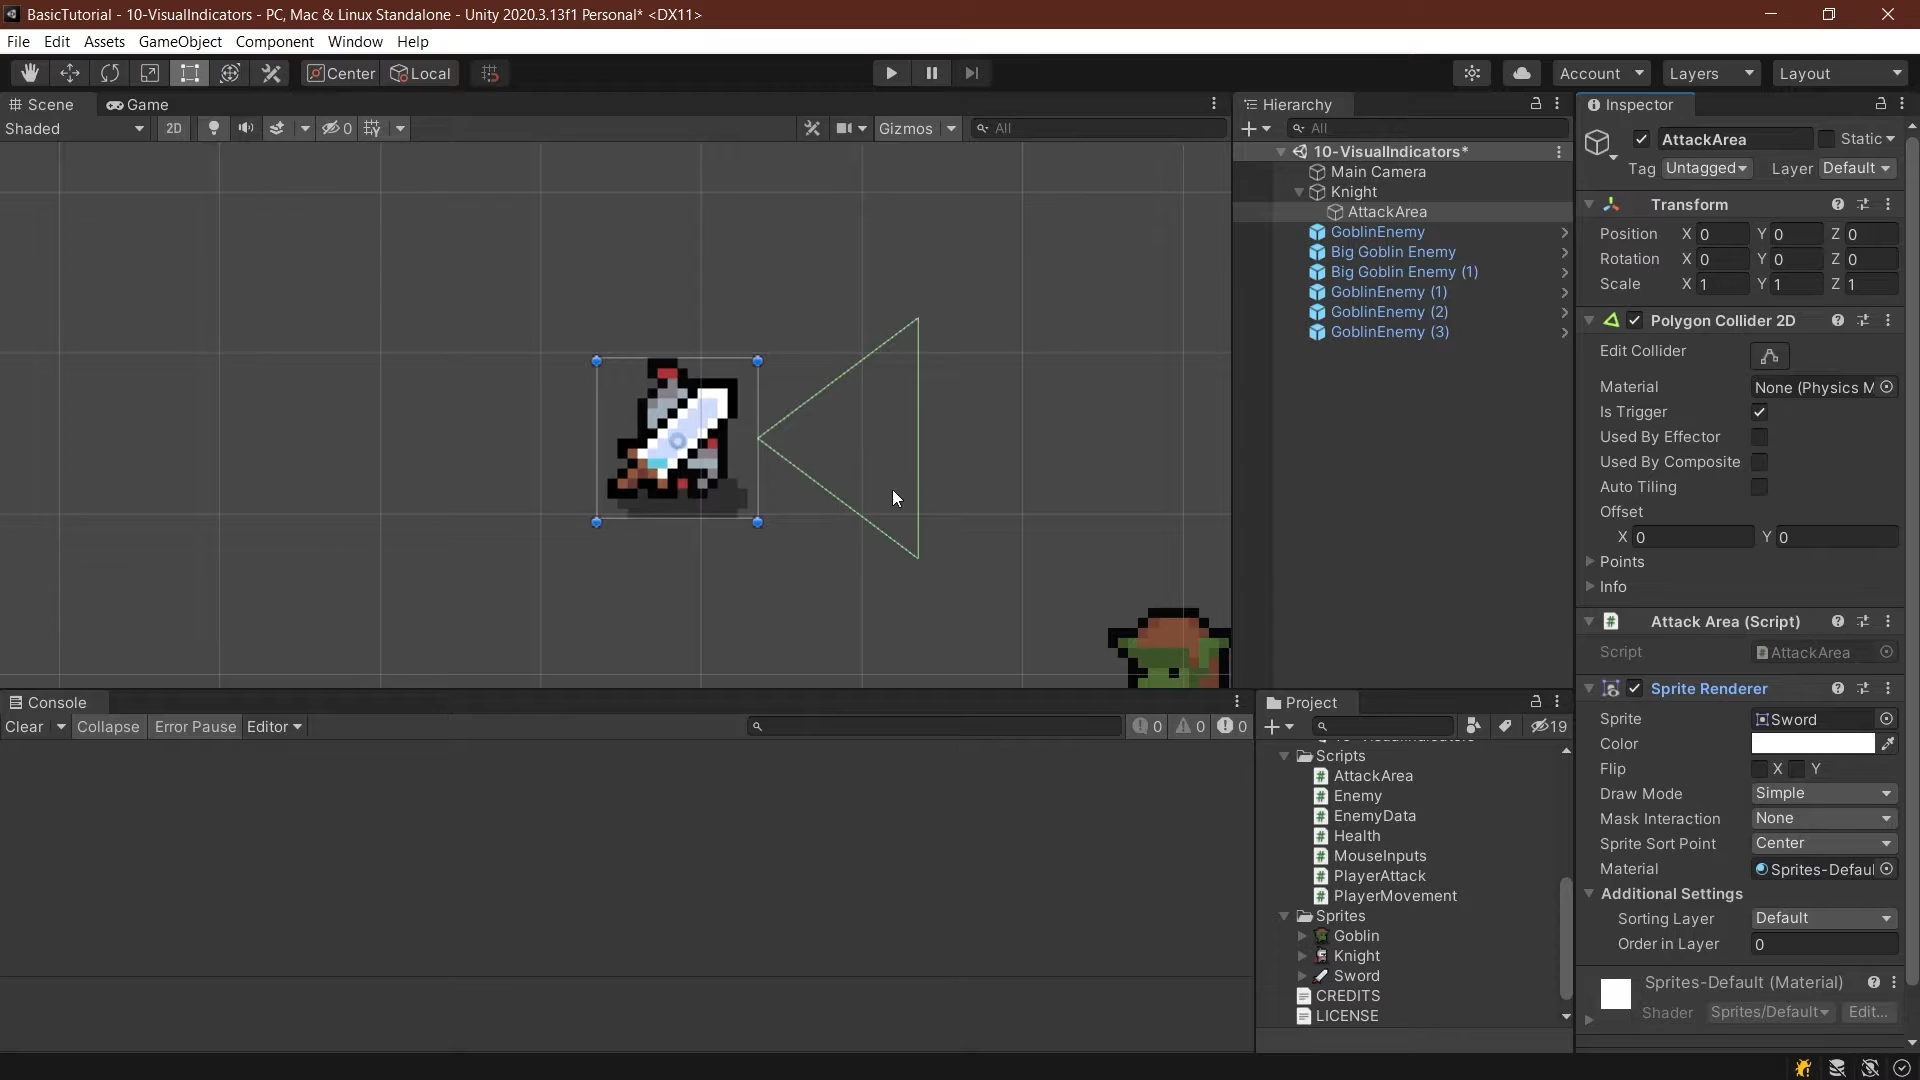 BasicTutorial - 10-VisualIndicators - PC, Mac & Linux Standalone - Unity 2020.3.13f1 Personal* <DX11>
File Edit Assets GameObject Component Window Help
Center Local Account Layers Layout
Scene Game
Shaded 2D 0 Gizmos All
Hierarchy
All
10-VisualIndicators*
Main Camera
Knight
AttackArea
GoblinEnemy
Big Goblin Enemy
Big Goblin Enemy (1)
GoblinEnemy (1)
GoblinEnemy (2)
GoblinEnemy (3)
Inspector
AttackArea Static
Tag Untagged Layer Default
Transform
Position X 0 Y 0 Z 0
Rotation X 0 Y 0 Z 0
Scale X 1 Y 1 Z 1
Polygon Collider 2D
Edit Collider
Material None (Physics M
Is Trigger
Used By Effector
Used By Composite
Auto Tiling
Offset
X 0 Y 0
Points
Info
Attack Area (Script)
Script AttackArea
Sprite Renderer
Sprite Sword
Color
Flip X Y
Draw Mode Simple
Mask Interaction None
Sprite Sort Point Center
Material Sprites-Defaul
Additional Settings
Sorting Layer Default
Order in Layer 0
Sprites-Default (Material)
Shader Sprites/Default Edit...
Console
Clear Collapse Error Pause Editor 0 0 0
Project
19
Scripts
AttackArea
Enemy
EnemyData
Health
MouseInputs
PlayerAttack
PlayerMovement
Sprites
Goblin
Knight
Sword
CREDITS
LICENSE